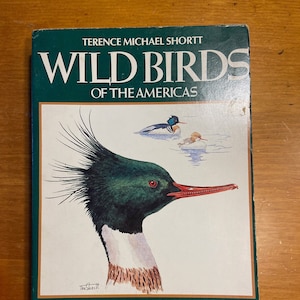 TERENCE MICHAEL SHORTT
WILD BIRDS
OF THE AMERICAS